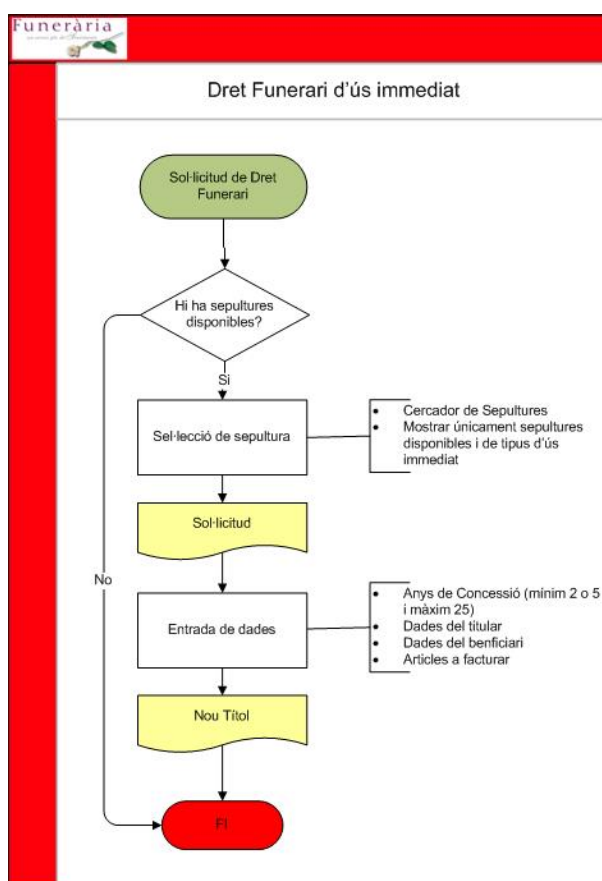 Funerària
Dret Funerari d'ús immediat
Sol·licitud de Dret
Funerari
Hi ha sepultures
disponibles?
Si
Sel·lecció de sepultura
• Cercador de Sepultures
• Mostrar únicament sepultures
disponibles i de tipus d'ús
immediat
Sol·licitud
No
Entrada de dades
• Anys de Concessió (mínim 2 o 5
i màxim 25)
• Dades del titular
• Dades del benficiari
• Articles a facturar
Nou Títol
FI